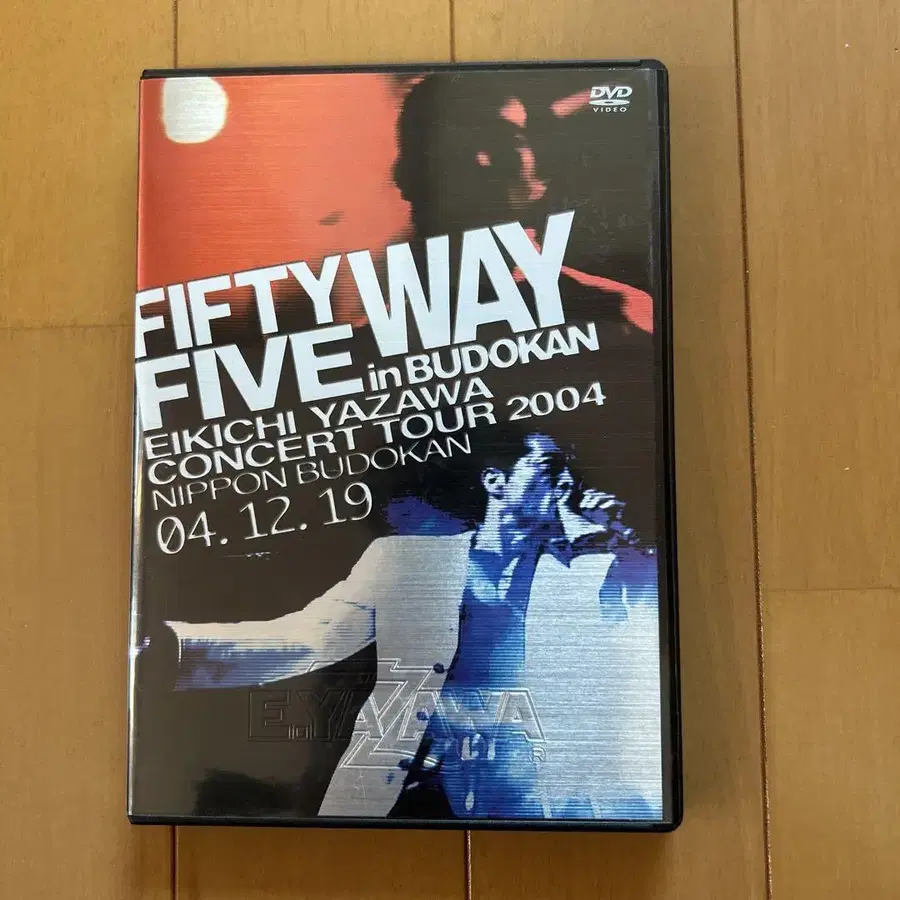 DVD
VIDEO
FIFTY
FIVE WAY
in BUDOKAN
EIKICHI YAZAWA
CONCERT TOUR 2004
NIPPON BUDOKAN
04.12.19
E.YAZAWA
R